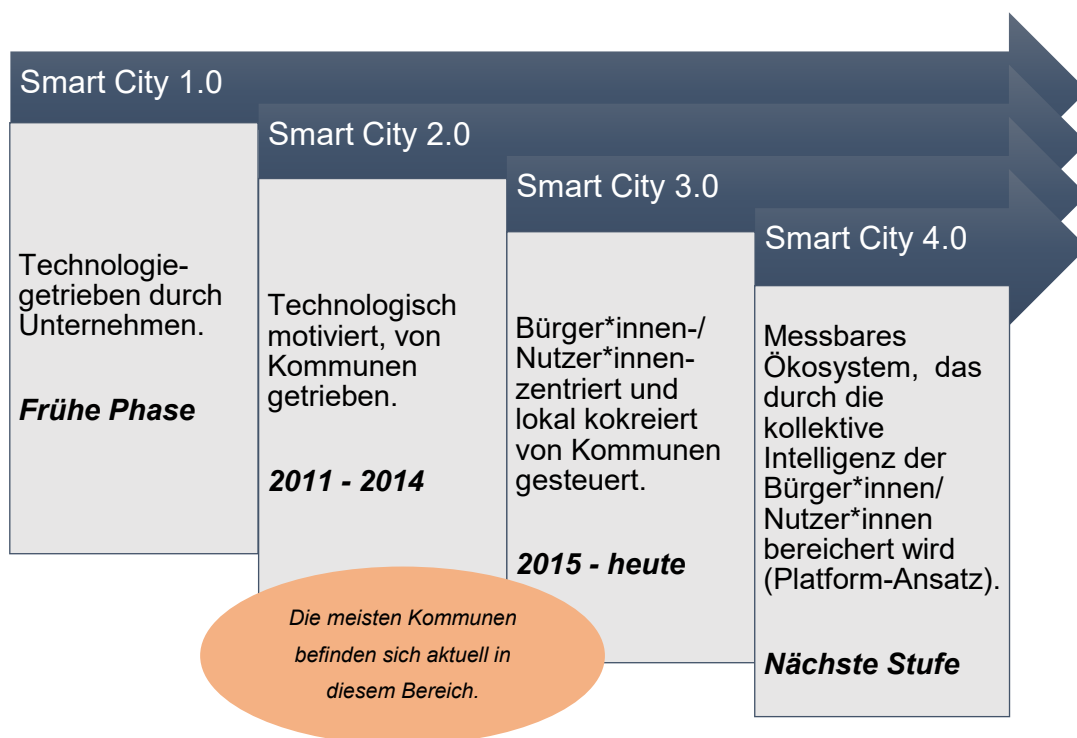 Smart City 1.0
Technologie-
getrieben durch
Unternehmen.
Frühe Phase
Smart City 2.0
Technologisch
motiviert, von
Kommunen
getrieben.
2011 - 2014
Smart City 3.0
Bürger*innen-/
Nutzer*innen-
zentriert und
lokal kokreiert
von Kommunen
gesteuert.
2015 - heute
Smart City 4.0
Messbares
Ökosystem, das
durch die
kollektive
Intelligenz der
Bürger*innen/
Nutzer*innen
bereichert wird
(Platform-Ansatz).
Nächste Stufe
Die meisten Kommunen
befinden sich aktuell in
diesem Bereich.